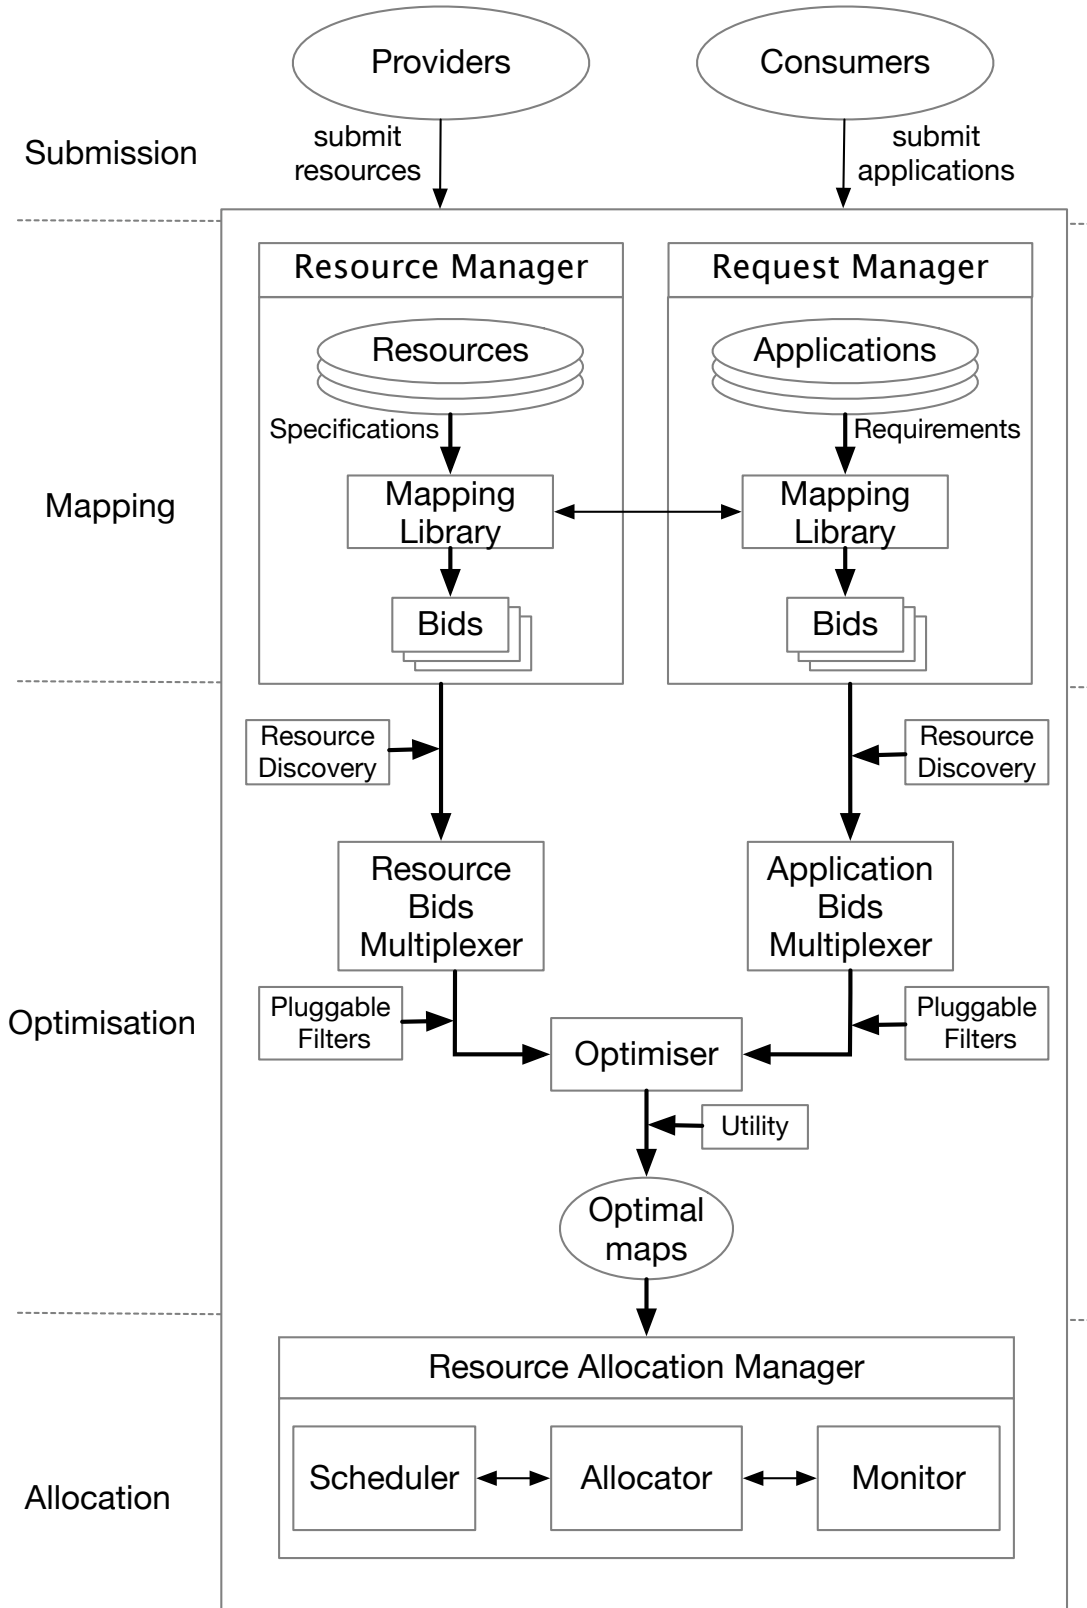 Providers
Consumers
Submission
submit
resources
submit
applications
Resource Manager
Request Manager
Resources
Applications
Specifications
Requirements
Mapping
Mapping
Library
Mapping
Library
Bids
Bids
Resource
Discovery
Resource
Discovery
Resource
Bids
Multiplexer
Application
Bids
Multiplexer
Optimisation
Pluggable
Filters
Pluggable
Filters
Optimiser
Utility
Optimal
maps
Resource Allocation Manager
Allocation
Scheduler
Allocator
Monitor